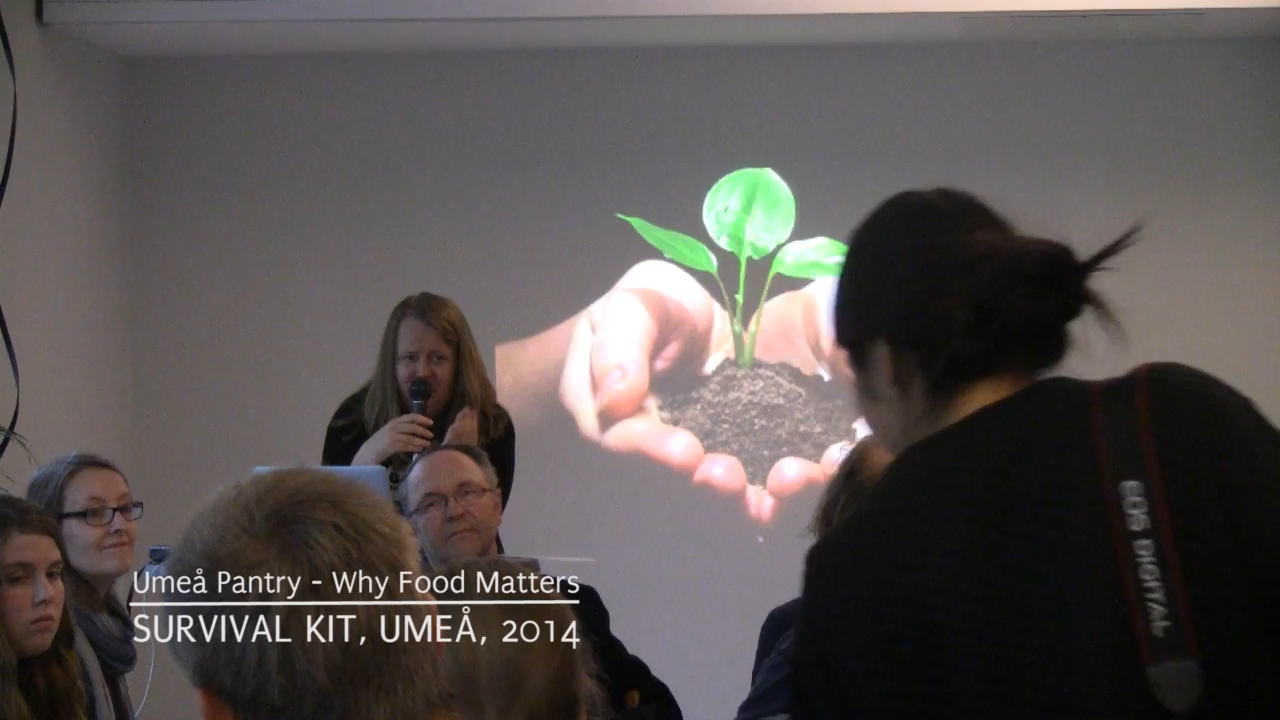 Umeå Pantry - Why Food Matters
SURVIVAL KIT, UMEÅ, 2014
EOS DIGITAL